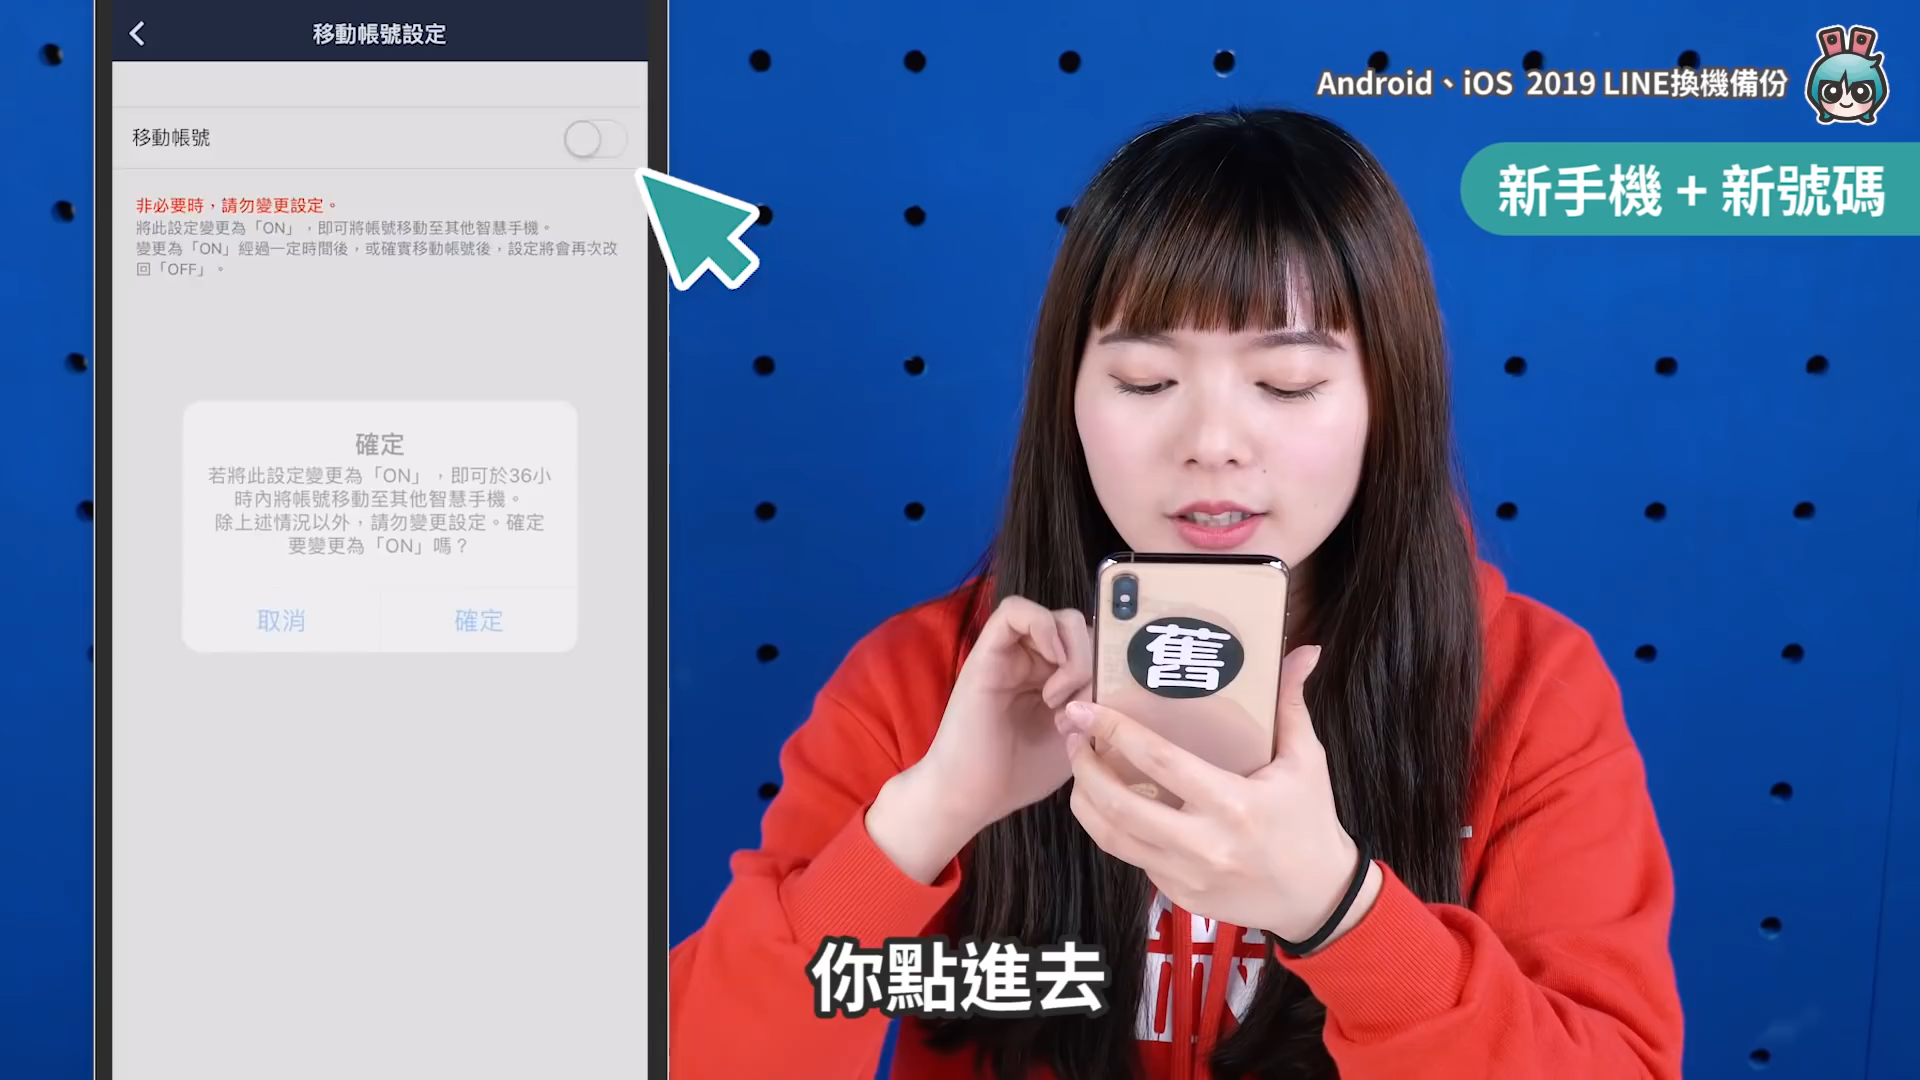 移動帳號設定
移動帳號
非必要時，請勿變更設定。
將此設定變更為「ON」，即可將帳號移動至其他智慧手機。
變更為「ON」經過一定時間後，或確實移動帳號後，設定將會再次改
回「OFF」。
確定
若將此設定變更為「ON」，即可於36小
時內將帳號移動至其他智慧手機。
除上述情況以外，請勿變更設定。確定
要變更為「ON」嗎？
取消
確定
Android、iOS 2019 LINE換機備份
新手機 + 新號碼
舊
你點進去